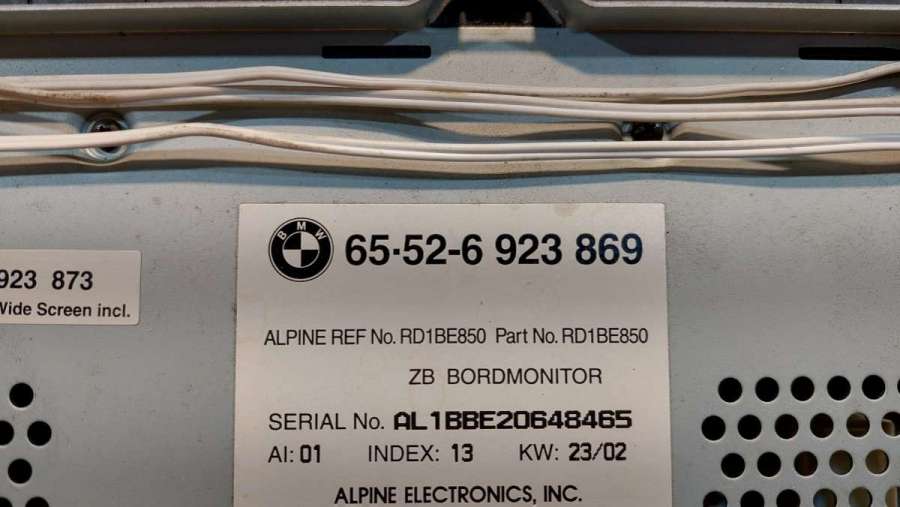 BMW
65·52-6 923 869
923 873
Wide Screen incl.
ALPINE REF No. RD1BE850 Part No. RD1BE850
ZB BORDMONITOR
SERIAL No. AL1BBE20648465
AI: 01 INDEX: 13 KW: 23/02
ALPINE ELECTRONICS, INC.